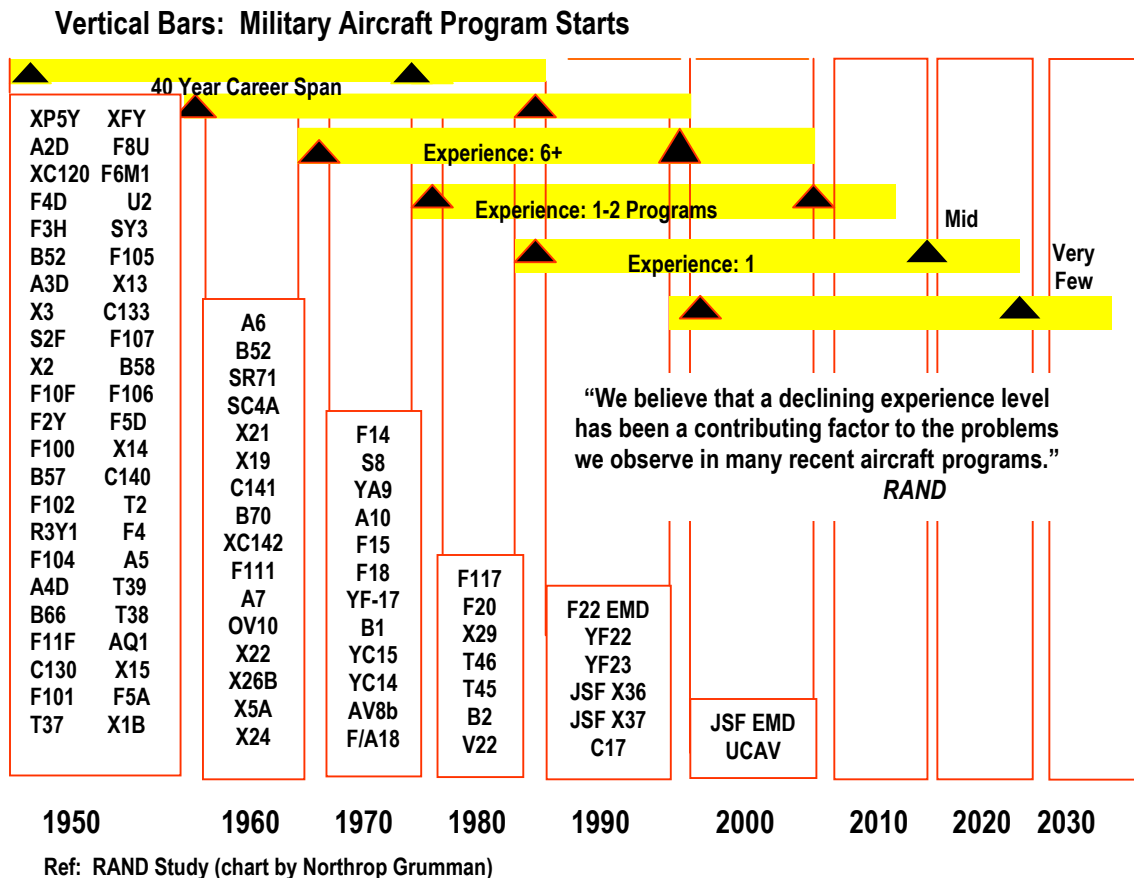 Vertical Bars: Military Aircraft Program Starts
40 Year Career Span
Experience: 6+
Experience: 1-2 Programs
Mid
Experience: 1
Very
Few
“We believe that a declining experience level
has been a contributing factor to the problems
we observe in many recent aircraft programs.”
RAND
XP5Y XFY
A2D F8U
XC120 F6M1
F4D U2
F3H SY3
B52 F105
A3D X13
X3 C133
S2F F107
X2 B58
F10F F106
F2Y F5D
F100 X14
B57 C140
F102 T2
R3Y1 F4
F104 A5
A4D T39
B66 T38
F11F AQ1
C130 X15
F101 F5A
T37 X1B
A6
B52
SR71
SC4A
X21
X19
C141
B70
XC142
F111
A7
OV10
X22
X26B
X5A
X24
F14
S8
YA9
A10
F15
F18
YF-17
B1
YC15
YC14
AV8b
F/A18
F117
F20
X29
T46
T45
B2
V22
F22 EMD
YF22
YF23
JSF X36
JSF X37
C17
JSF EMD
UCAV
1950 1960 1970 1980 1990 2000 2010 2020 2030
Ref: RAND Study (chart by Northrop Grumman)